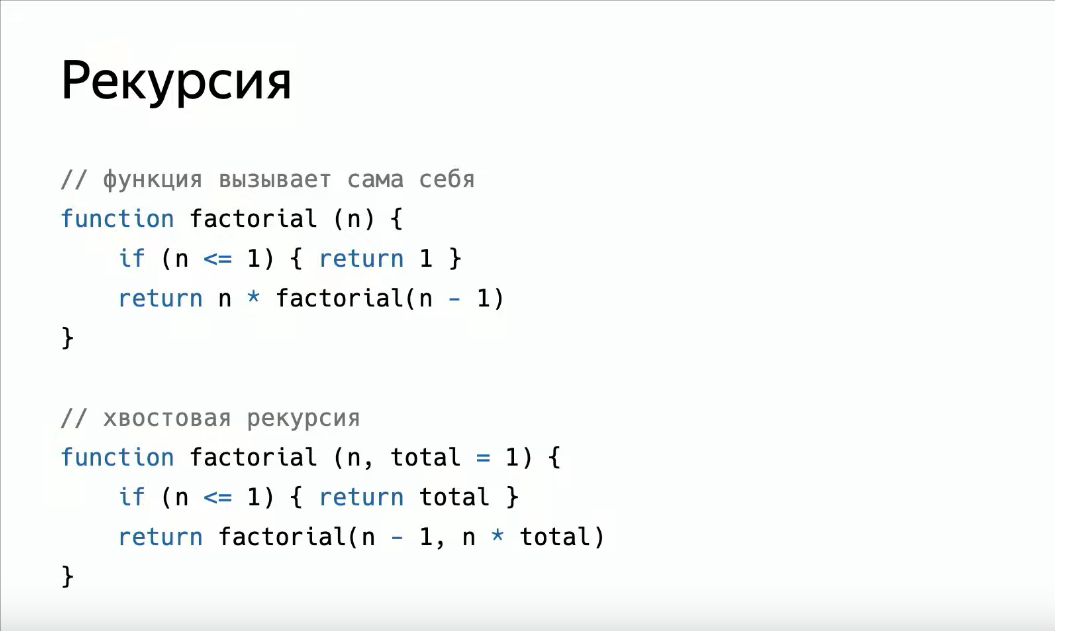 Рекурсия
// функция вызывает сама себя
function factorial (n) {
    if (n <= 1) { return 1 }
    return n * factorial(n - 1)
}
// хвостовая рекурсия
function factorial (n, total = 1) {
    if (n <= 1) { return total }
    return factorial(n - 1, n * total)
}